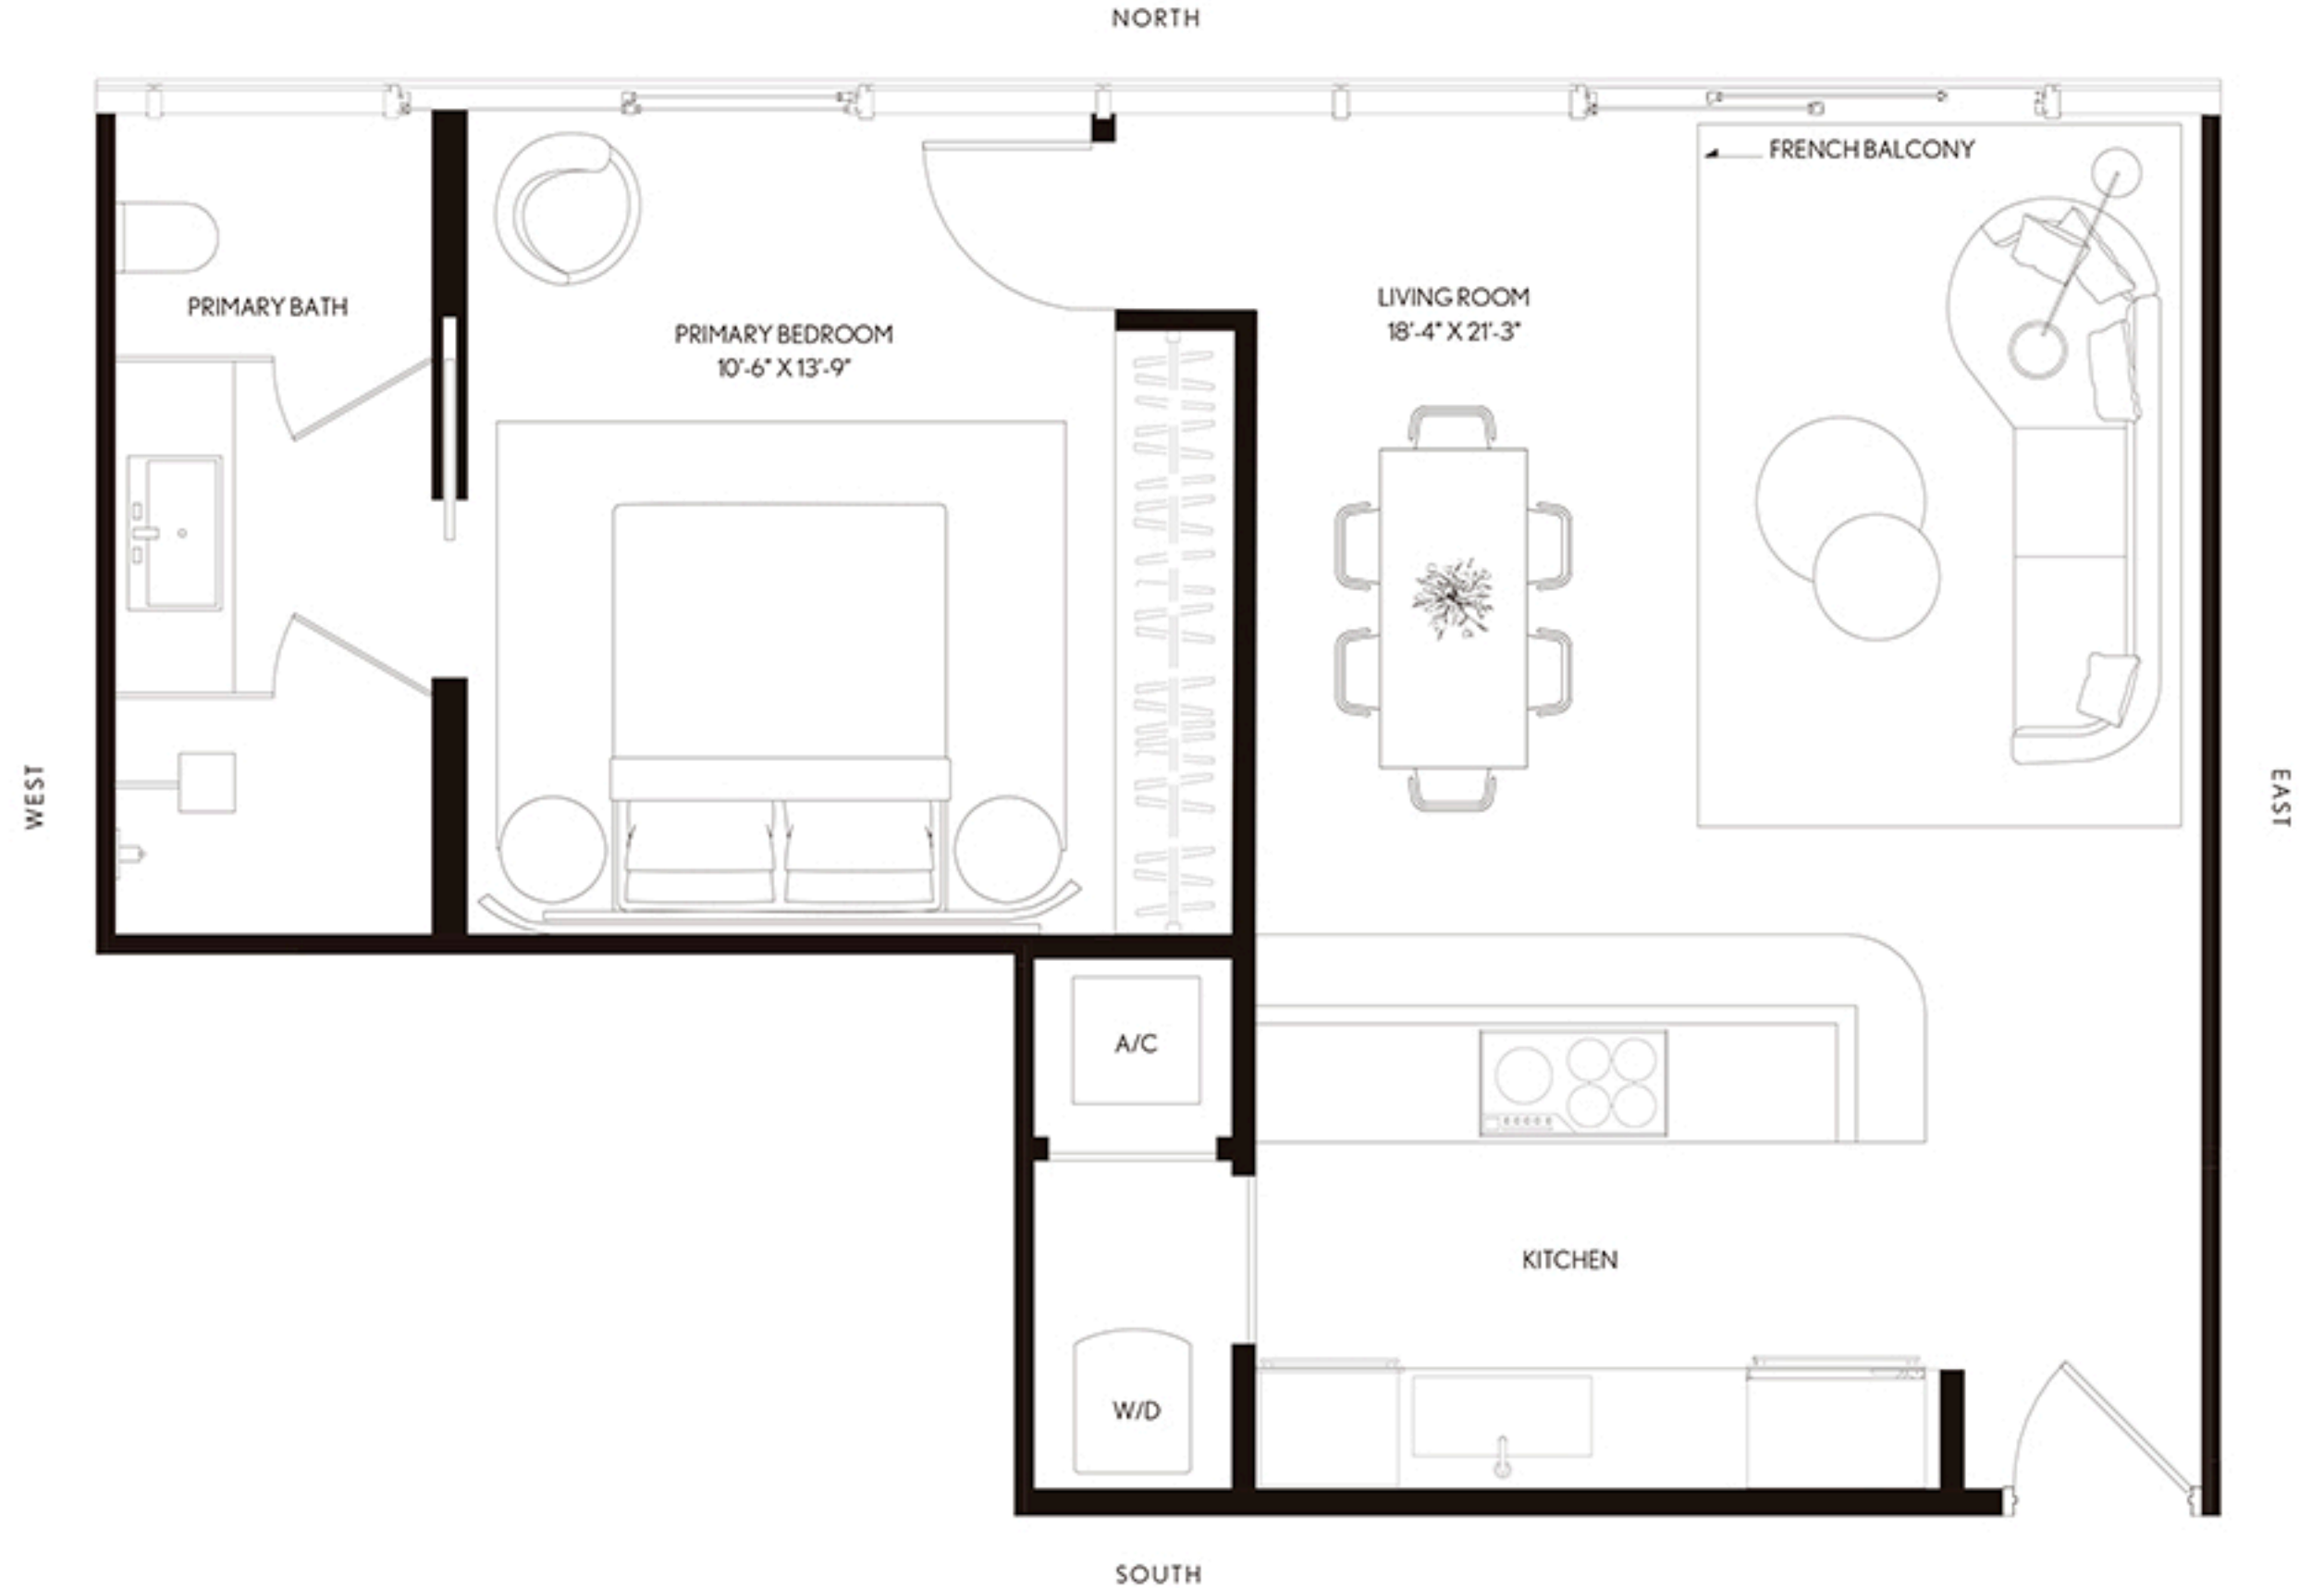 NORTH
FRENCH BALCONY
PRIMARY BATH
LIVING ROOM
18'-4" X 21'-3"
PRIMARY BEDROOM
10'-6" X 13'-9"
WEST
EAST
A/C
KITCHEN
W/D
SOUTH